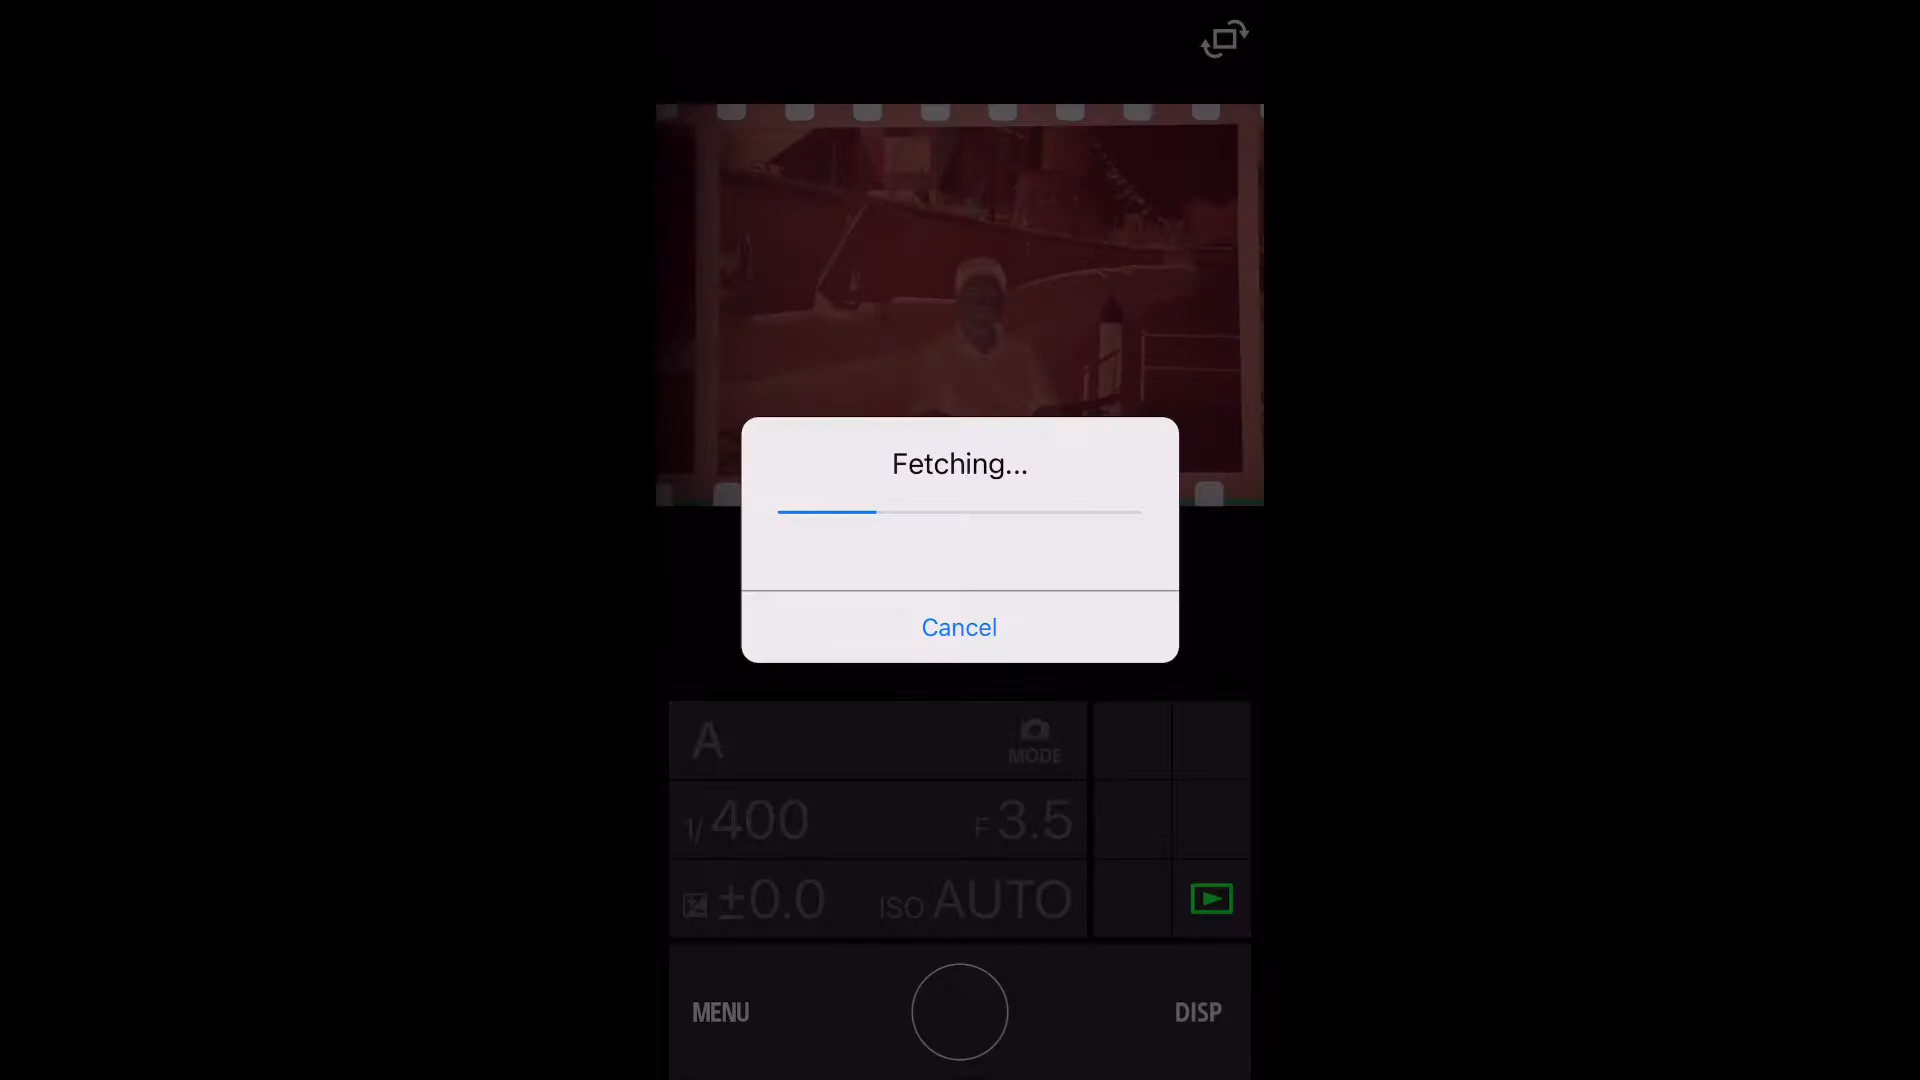 Fetching...
Cancel
A
MODE
1/400 F3.5
±0.0 ISO AUTO
MENU DISP